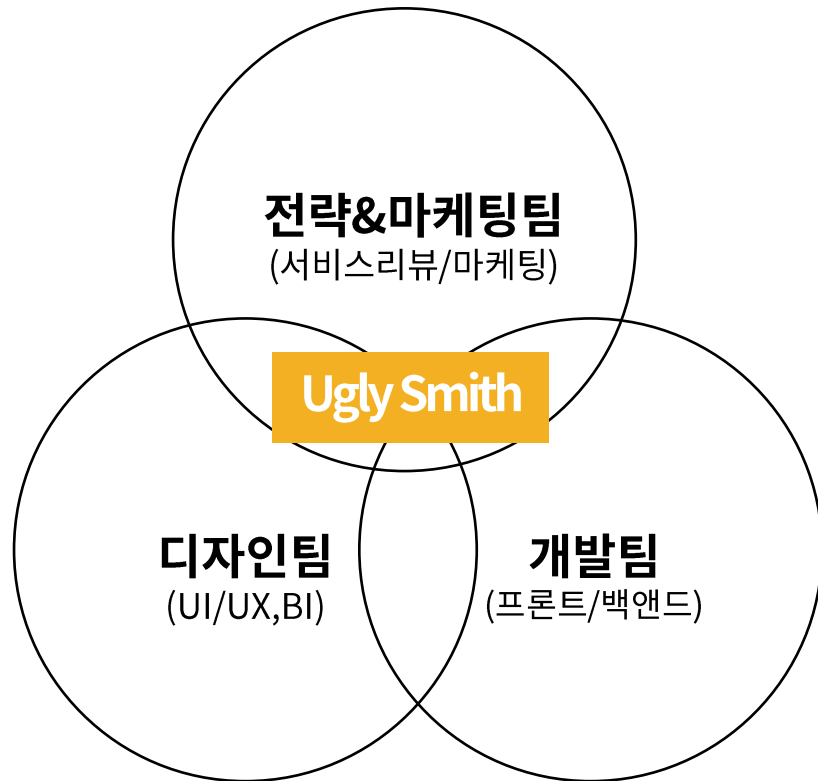 전략&마케팅팀
(서비스리뷰/마케팅)
Ugly Smith
디자인팀
(UI/UX,BI)
개발팀
(프론트/백앤드)